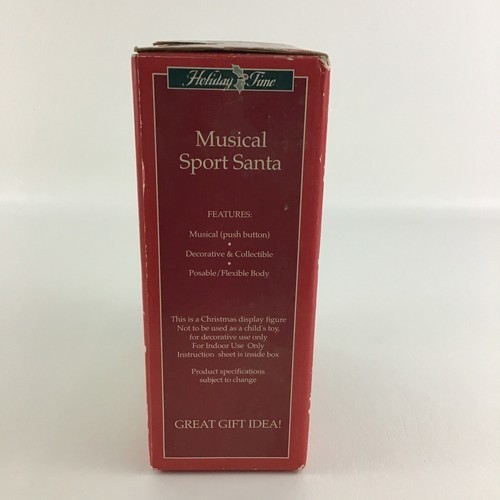 Holiday Time
Musical
Sport Santa
FEATURES:
Musical (push button)
•
Decorative & Collectible
•
Posable/Flexible Body
This is a Christmas display figure
Not to be used as a child's toy,
for decorative use only
For Indoor Use Only
Instruction sheet is inside box
Product specifications
subject to change
GREAT GIFT IDEA!